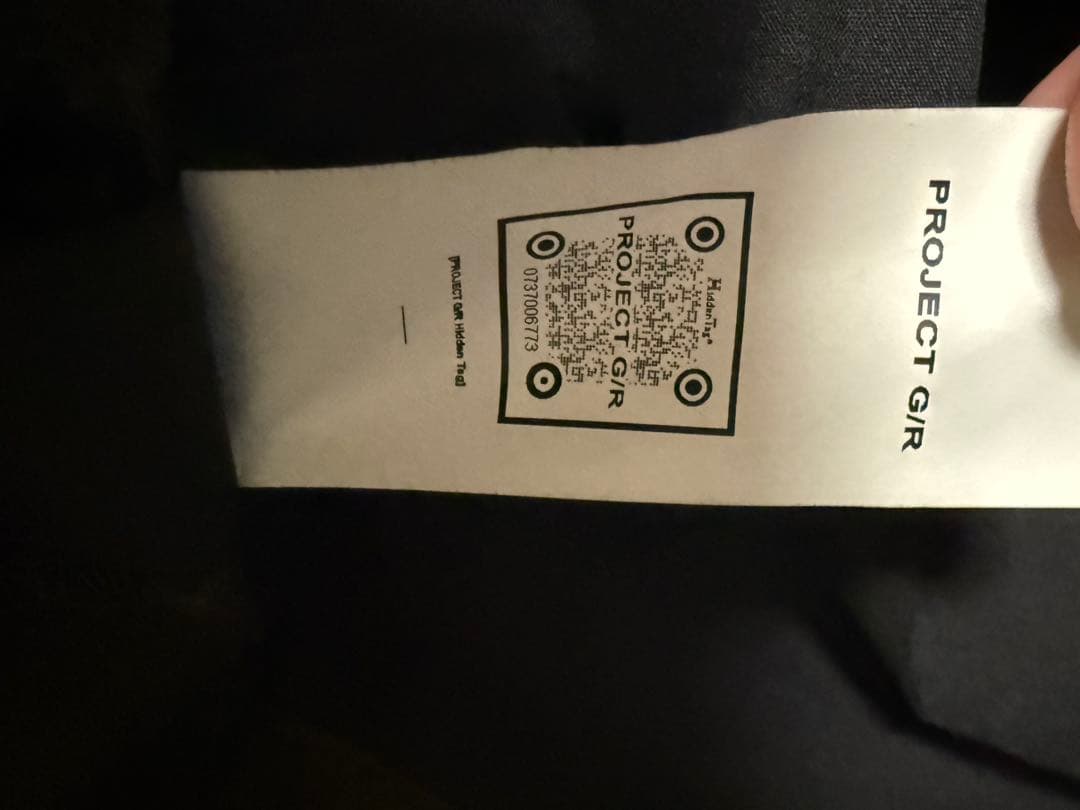 PROJECT G/R
HiddenTag®
PROJECT G/R
0737006773
[PROJECT G/R Hidden Tag]